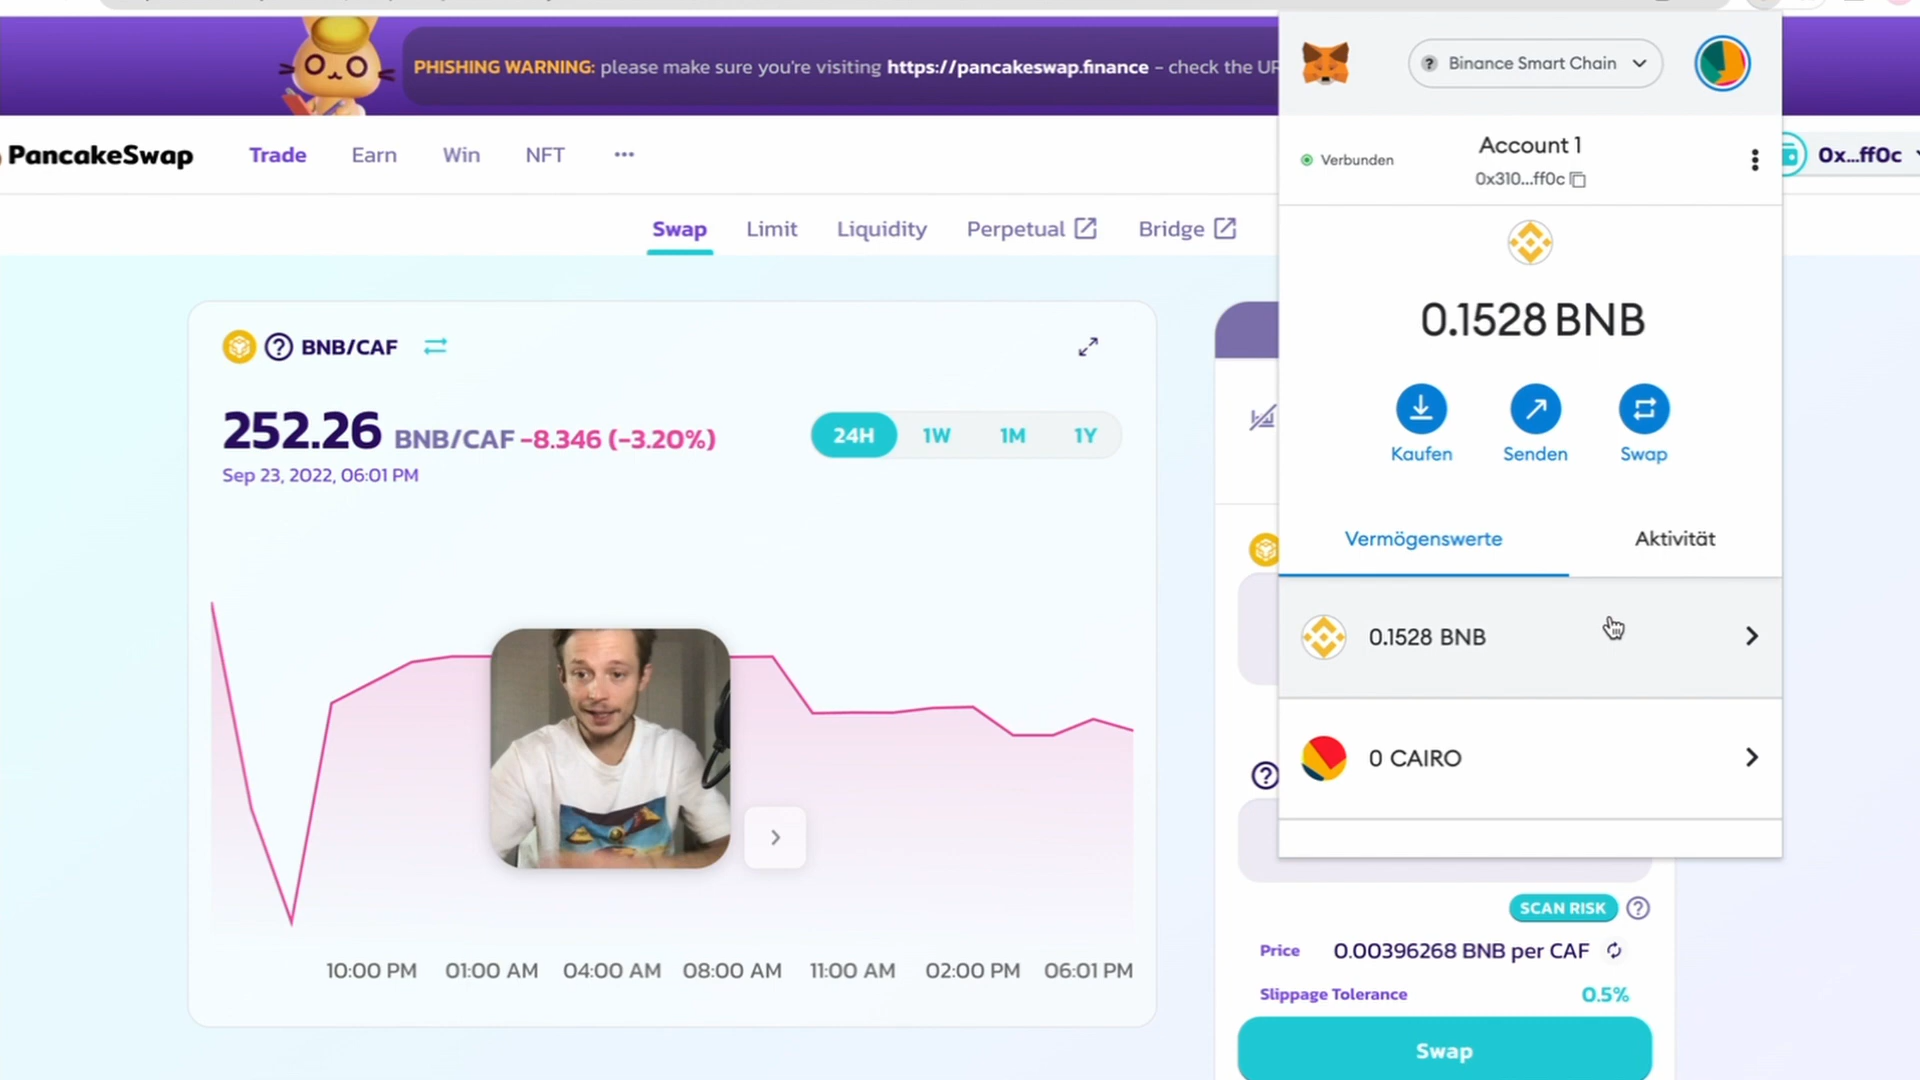 PHISHING WARNING: please make sure you're visiting https://pancakeswap.finance - check the
Binance Smart Chain
PancakeSwap
Trade
Earn
Win
NFT
Verbunden
Account 1
0x310...ff0c
0x...ff0c
Swap
Limit
Liquidity
Perpetual
Bridge
0.1528 BNB
Kaufen
Senden
Swap
BNB/CAF
252.26 BNB/CAF -8.346 (-3.20%)
Sep 23, 2022, 06:01 PM
24H
1W
1M
1Y
Vermögenswerte
Aktivität
0.1528 BNB
0 CAIRO
10:00 PM
01:00 AM
04:00 AM
08:00 AM
11:00 AM
02:00 PM
06:01 PM
SCAN RISK
Price
0.00396268 BNB per CAF
Slippage Tolerance
0.5%
Swap